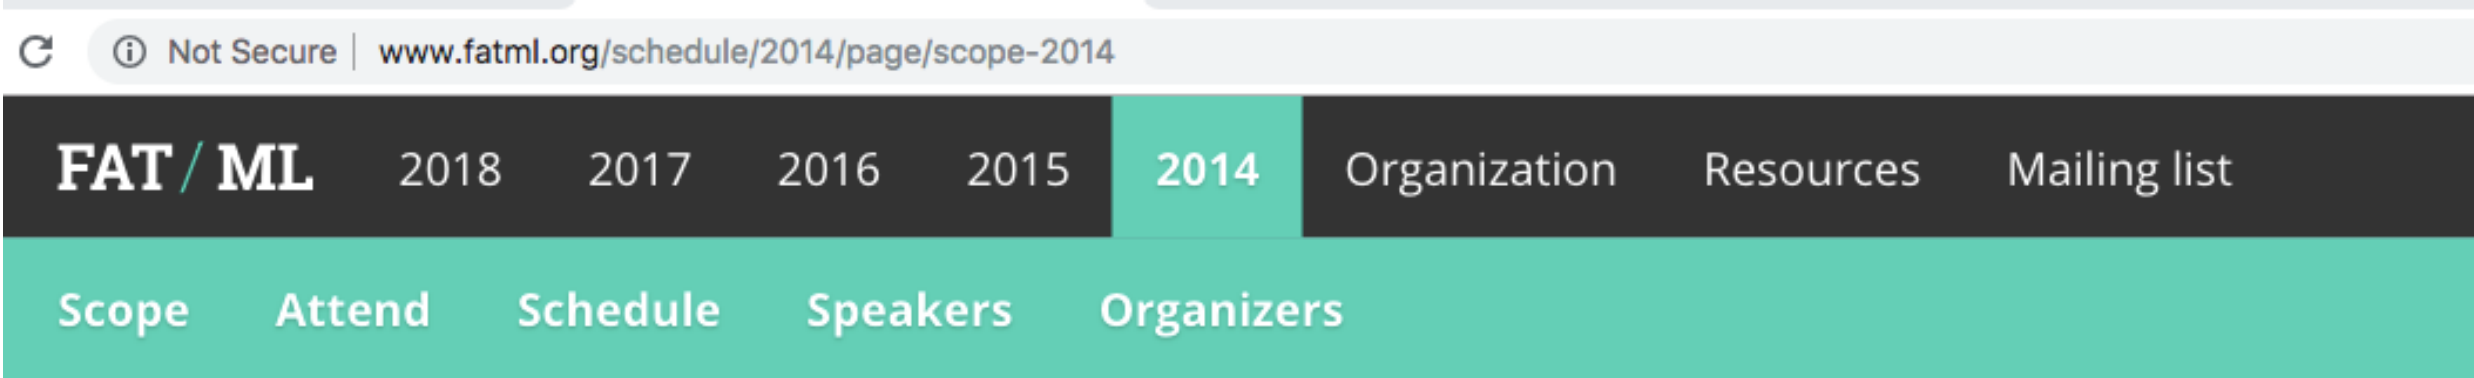 Not Secure | www.fatml.org/schedule/2014/page/scope-2014
FAT / ML 2018 2017 2016 2015 2014 Organization Resources Mailing list
Scope Attend Schedule Speakers Organizers